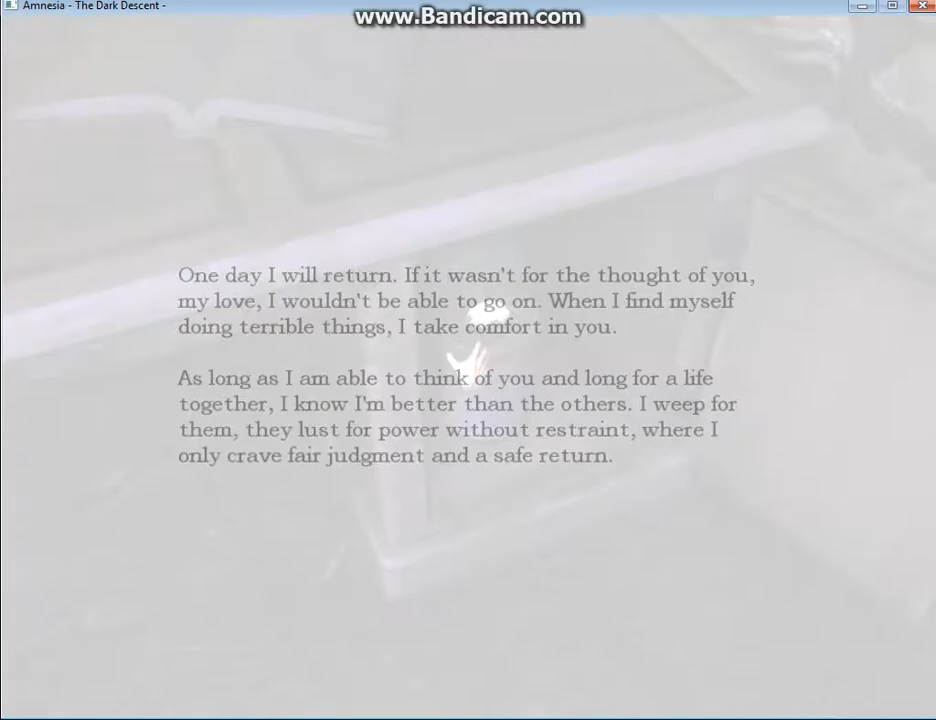 Amnesia - The Dark Descent -
www.Bandicam.com
One day I will return. If it wasn't for the thought of you,
my love, I wouldn't be able to go on. When I find myself
doing terrible things, I take comfort in you.
As long as I am able to think of you and long for a life
together, I know I'm better than the others. I weep for
them, they lust for power without restraint, where I
only crave fair judgment and a safe return.